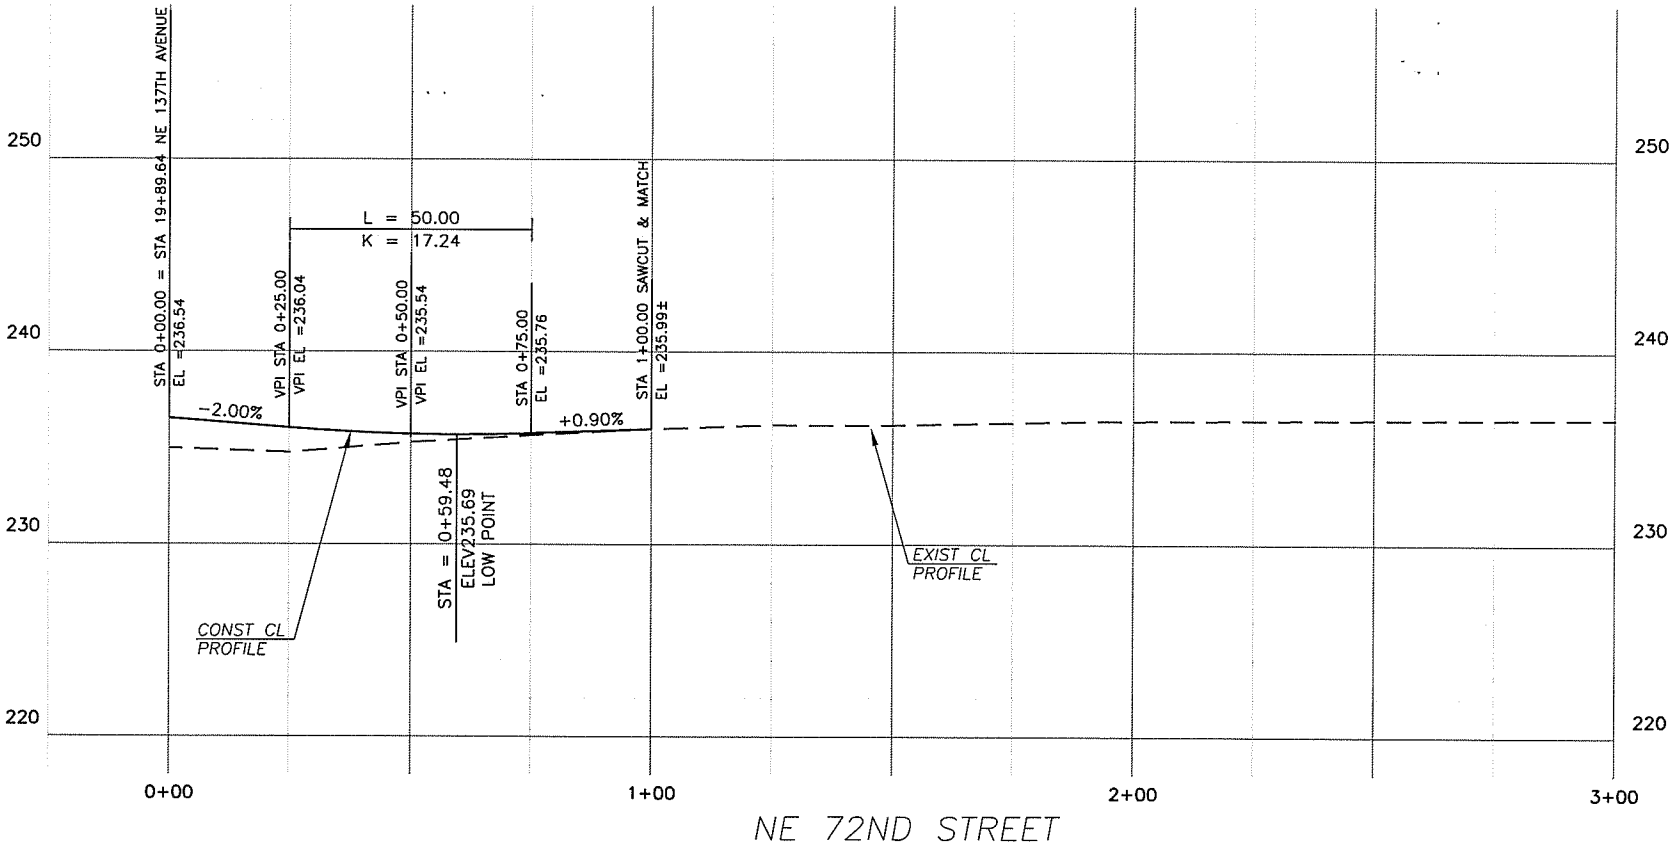 STA 0+00.00 = STA 19+89.64 NE 137TH AVENUE
EL =236.54
VPI STA 0+25.00
VPI EL =236.04
L = 50.00
K = 17.24
VPI STA 0+50.00
VPI EL =235.54
STA 0+75.00
EL =235.76
STA 1+00.00 SAWCUT & MATCH
EL =235.99±
250
250
240
240
-2.00%
+0.90%
STA = 0+59.48
ELEV235.69
LOW POINT
230
230
EXIST CL
PROFILE
CONST CL
PROFILE
220
220
0+00
1+00
2+00
3+00
NE 72ND STREET